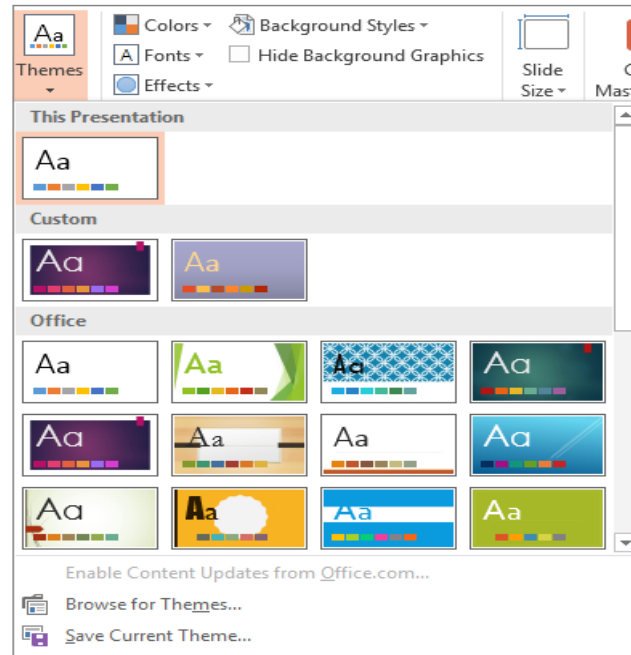 Aa
Themes
Colors
Background Styles
A Fonts
Hide Background Graphics
Effects
Slide
Size
Mas
This Presentation
Aa
Custom
Aa Aa
Office
Aa Aa Aa Aa
Aa Aa Aa Aa
Aa Aa Aa Aa
Enable Content Updates from Office.com...
Browse for Themes...
Save Current Theme...